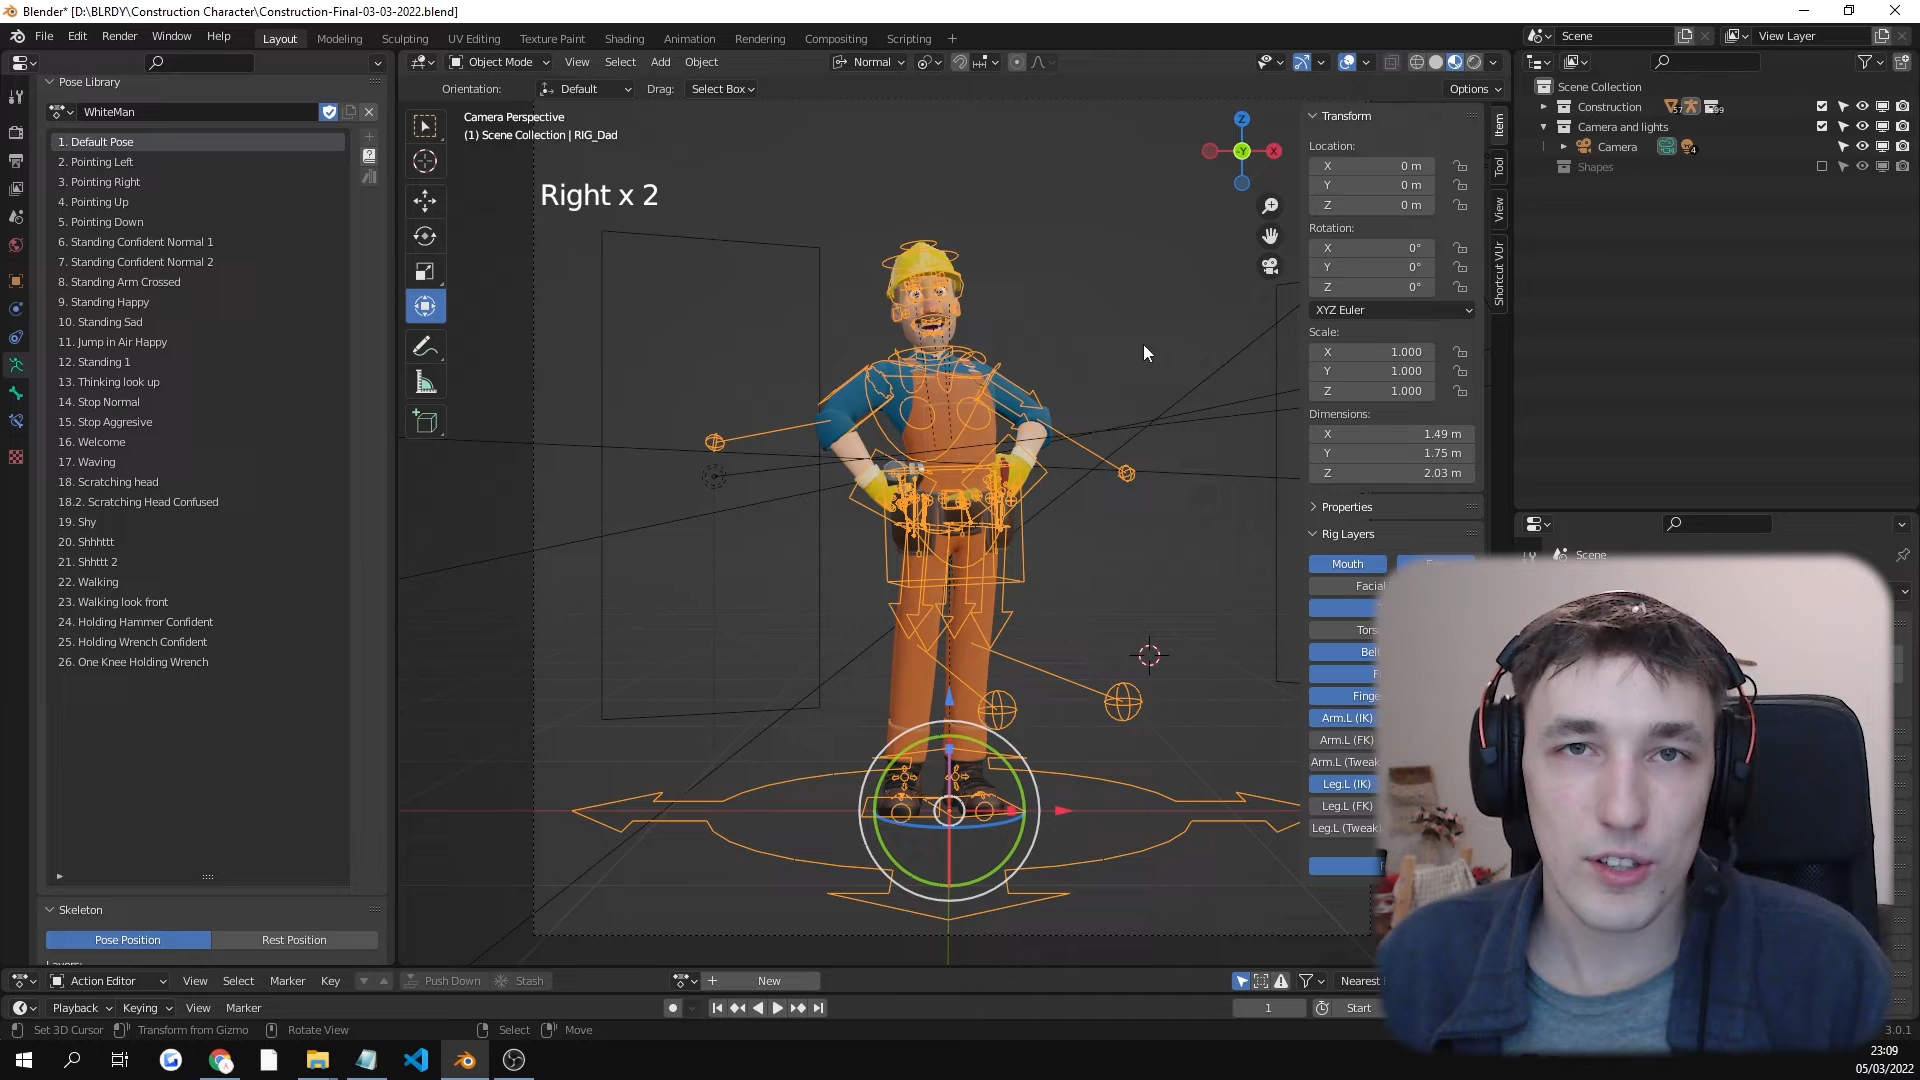 Blender* [D:\BLRDY\Construction Character\Construction-Final-03-03-2022.blend]
File Edit Render Window Help
Layout Modeling Sculpting UV Editing Texture Paint Shading Animation Rendering Compositing Scripting
Scene
View Layer
Object Mode View Select Add Object
Normal
Pose Library
Orientation: Default Drag: Select Box
Options
WhiteMan
1. Default Pose
2. Pointing Left
3. Pointing Right
4. Pointing Up
5. Pointing Down
6. Standing Confident Normal 1
7. Standing Confident Normal 2
8. Standing Arm Crossed
9. Standing Happy
10. Standing Sad
11. Jump in Air Happy
12. Standing 1
13. Thinking look up
14. Stop Normal
15. Stop Aggresive
16. Welcome
17. Waving
18. Scratching head
18.2. Scratching Head Confused
19. Shy
20. Shhhttt
21. Shhttt 2
22. Walking
23. Walking look front
24. Holding Hammer Confident
25. Holding Wrench Confident
26. One Knee Holding Wrench
Skeleton
Pose Position Rest Position
Camera Perspective
(1) Scene Collection | RIG_Dad
Right x 2
Z
Y
X
Transform
Location:
X 0 m
Y 0 m
Z 0 m
Rotation:
X 0°
Y 0°
Z 0°
XYZ Euler
Scale:
X 1.000
Y 1.000
Z 1.000
Dimensions:
X 1.49 m
Y 1.75 m
Z 2.03 m
Properties
Rig Layers
Mouth
Facial
Tors
Belt
Finge
Arm.L (IK)
Arm.L (FK)
Arm.L (Tweak
Leg.L (IK)
Leg.L (FK)
Leg.L (Tweak
Item
Tool
View
Shortcut VUr
Scene Collection
Construction 57 99
Camera and lights
Camera 4
Shapes
Scene
Action Editor View Select Marker Key Push Down Stash New Nearest
Playback Keying View Marker 1 Start
Set 3D Cursor Transform from Gizmo Rotate View Select Move 3.0.1
23:09
05/03/2022